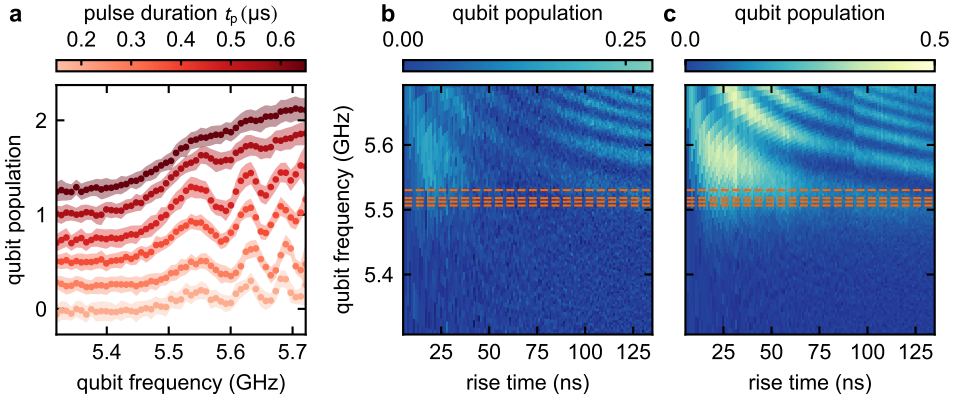 a
pulse duration tₚ(μs)
0.2 0.3 0.4 0.5 0.6
qubit population
2
1
0
5.4 5.5 5.6 5.7
qubit frequency (GHz)
b
qubit population
0.00 0.25
qubit frequency (GHz)
5.6
5.5
5.4
25 50 75 100 125
rise time (ns)
c
qubit population
0.0 0.5
25 50 75 100 125
rise time (ns)